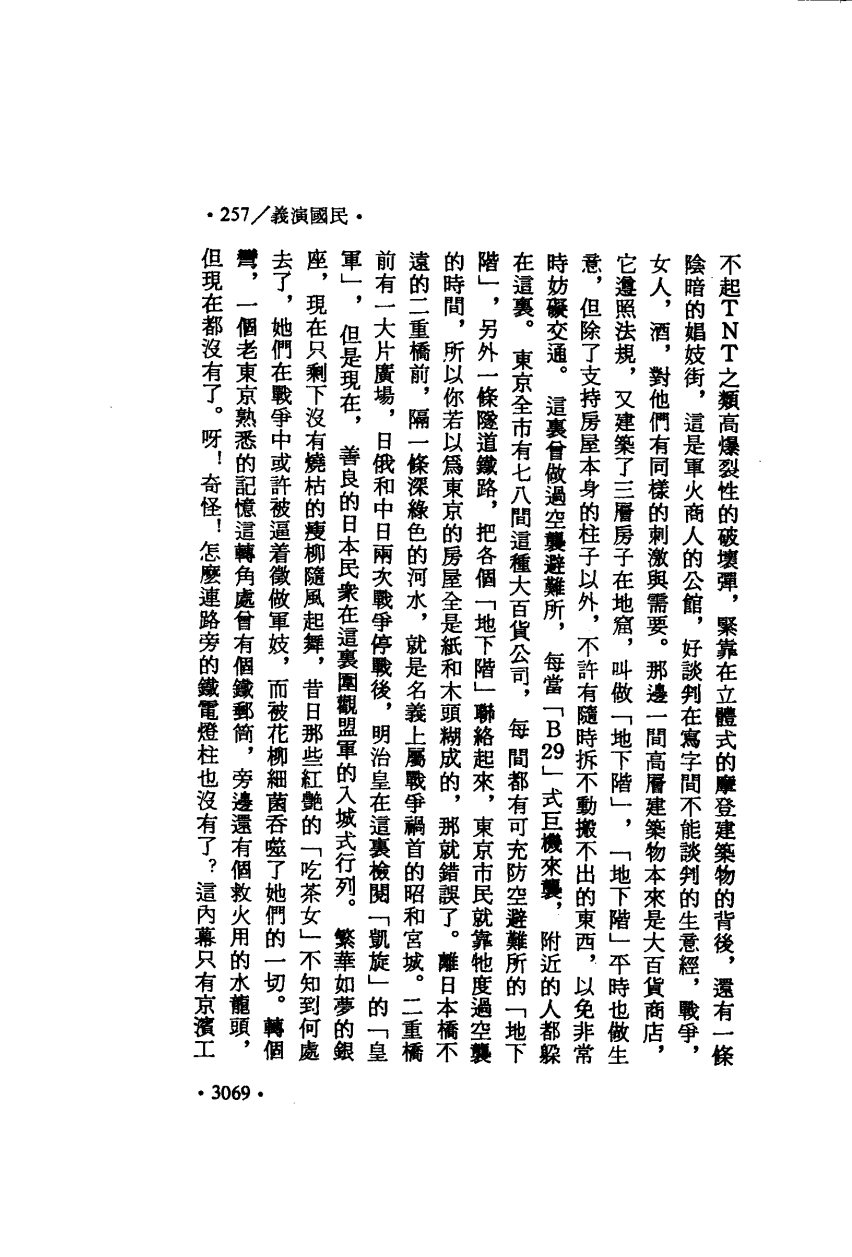 ·257／義演國民·
不起TNT之類高爆裂性的破壞彈，緊靠在立體式的摩登建築物的背後，還有一條
陰暗的娼妓街，這是軍火商人的公館，好談判在寫字間不能談判的生意經，戰爭，
女人，酒，對他們有同樣的刺激與需要。那邊一間高層建築物本來是大百貨商店，
它遵照法規，又建築了三層房子在地窟，叫做「地下階」，「地下階」平時也做生
意，但除了支持房屋本身的柱子以外，不許有隨時拆不動搬不出的東西，以免非常
時妨礙交通。這裏曾做過空襲避難所，每當「B29」式巨機來襲，附近的人都躲
在這裏。東京全市有七八間這種大百貨公司，每間都有可充防空避難所的「地下
階」，另外一條隧道鐵路，把各個「地下階」聯絡起來，東京市民就靠牠度過空襲
的時間，所以你若以爲東京的房屋全是紙和木頭糊成的，那就錯誤了。離日本橋不
遠的二重橋前，隔一條深綠色的河水，就是名義上屬戰爭禍首的昭和宮城。二重橋
前有一大片廣場，日俄和中日兩次戰爭停戰後，明治皇在這裏檢閱「凱旋」的「皇
軍」，但是現在，善良的日本民衆在這裏圍觀盟軍的入城式行列。繁華如夢的銀
座，現在只剩下沒有燒枯的瘦柳隨風起舞，昔日那些紅艷的「吃茶女」不知到何處
去了，她們在戰爭中或許被逼着徵做軍妓，而被花柳細菌吞噬了她們的一切。轉個
彎，一個老東京熟悉的記憶這轉角處曾有個鐵郵筒，旁邊還有個救火用的水龍頭，
但現在都沒有了。呀！奇怪！怎麼連路旁的鐵電燈柱也沒有了？這內幕只有京濱工
·3069·